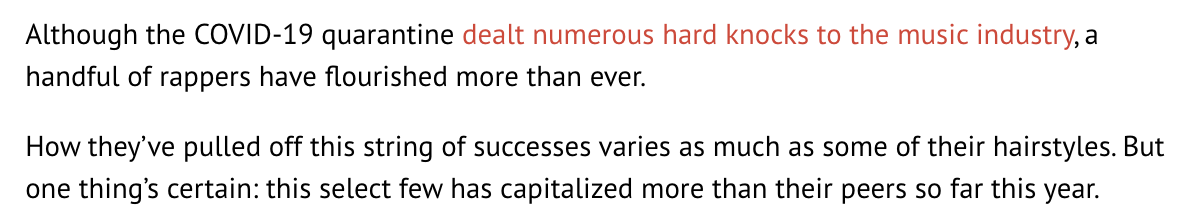 Although the COVID-19 quarantine dealt numerous hard knocks to the music industry, a
handful of rappers have flourished more than ever.
How they’ve pulled off this string of successes varies as much as some of their hairstyles. But
one thing’s certain: this select few has capitalized more than their peers so far this year.